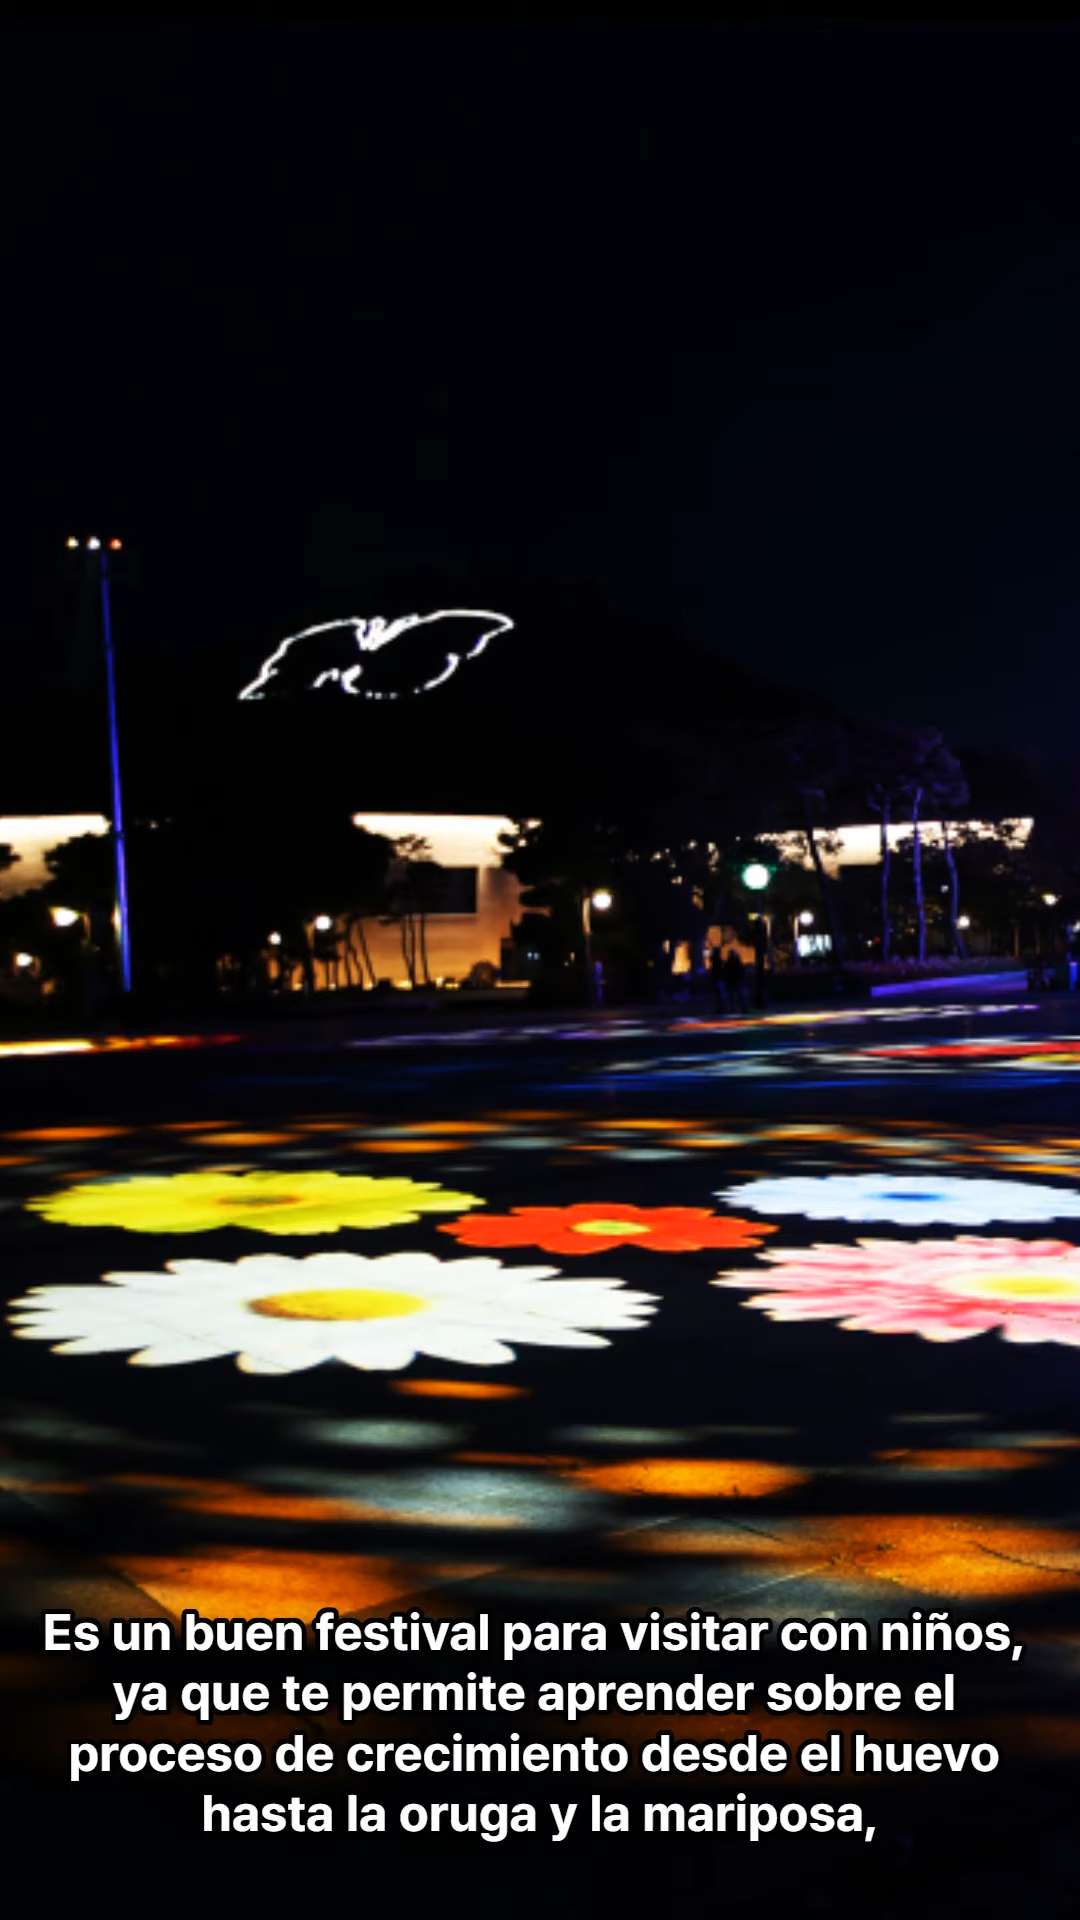 Es un buen festival para visitar con niños,
ya que te permite aprender sobre el
proceso de crecimiento desde el huevo
hasta la oruga y la mariposa,